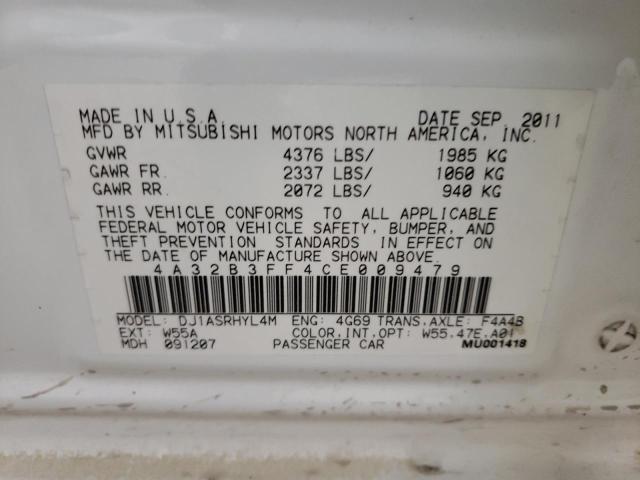 MADE IN U.S.A. DATE SEP. 2011
MFD BY MITSUBISHI MOTORS NORTH AMERICA, INC.
GVWR 4376 LBS/ 1985 KG
GAWR FR. 2337 LBS/ 1060 KG
GAWR RR. 2072 LBS/ 940 KG
THIS VEHICLE CONFORMS TO ALL APPLICABLE
FEDERAL MOTOR VEHICLE SAFETY, BUMPER, AND
THEFT PREVENTION STANDARDS IN EFFECT ON
THE DATE OF MANUFACTURE SHOWN ABOVE.
4A32B3FF4CE009479
MODEL: DJ1ASRHYL4M ENG: 4G69 TRANS,AXLE: F4A4B
EXT: W55A COLOR,INT,OPT: W55,47E,A01
MDH 091207 PASSENGER CAR MU001418